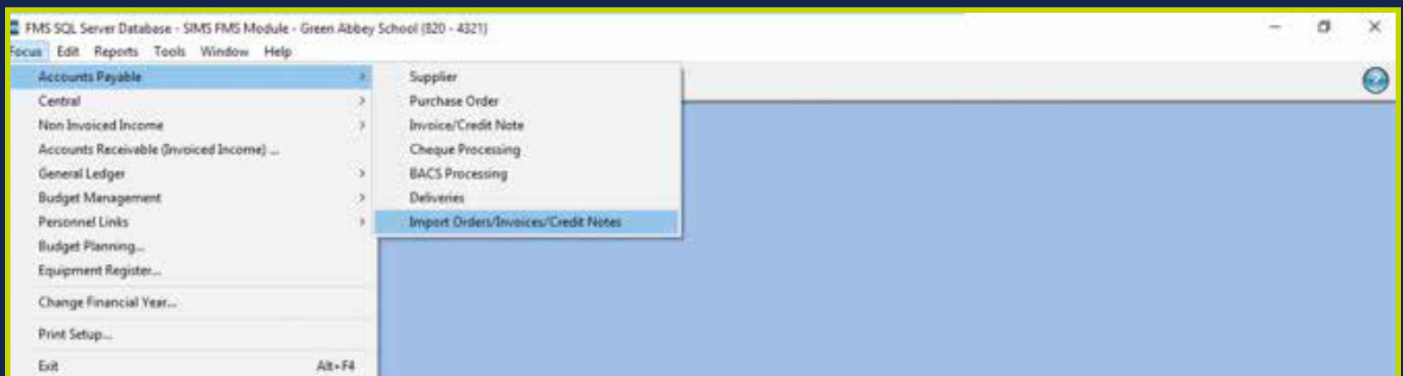 FMS SQL Server Database - SIMS FMS Module - Green Abbey School (820 - 4321)
Focus Edit Reports Tools Window Help
Accounts Payable
Central
Non Invoiced Income
Accounts Receivable (Invoiced Income) ...
General Ledger
Budget Management
Personnel Links
Budget Planning...
Equipment Register...
Change Financial Year...
Print Setup...
Exit Alt+F4
Supplier
Purchase Order
Invoice/Credit Note
Cheque Processing
BACS Processing
Deliveries
Import Orders/Invoices/Credit Notes